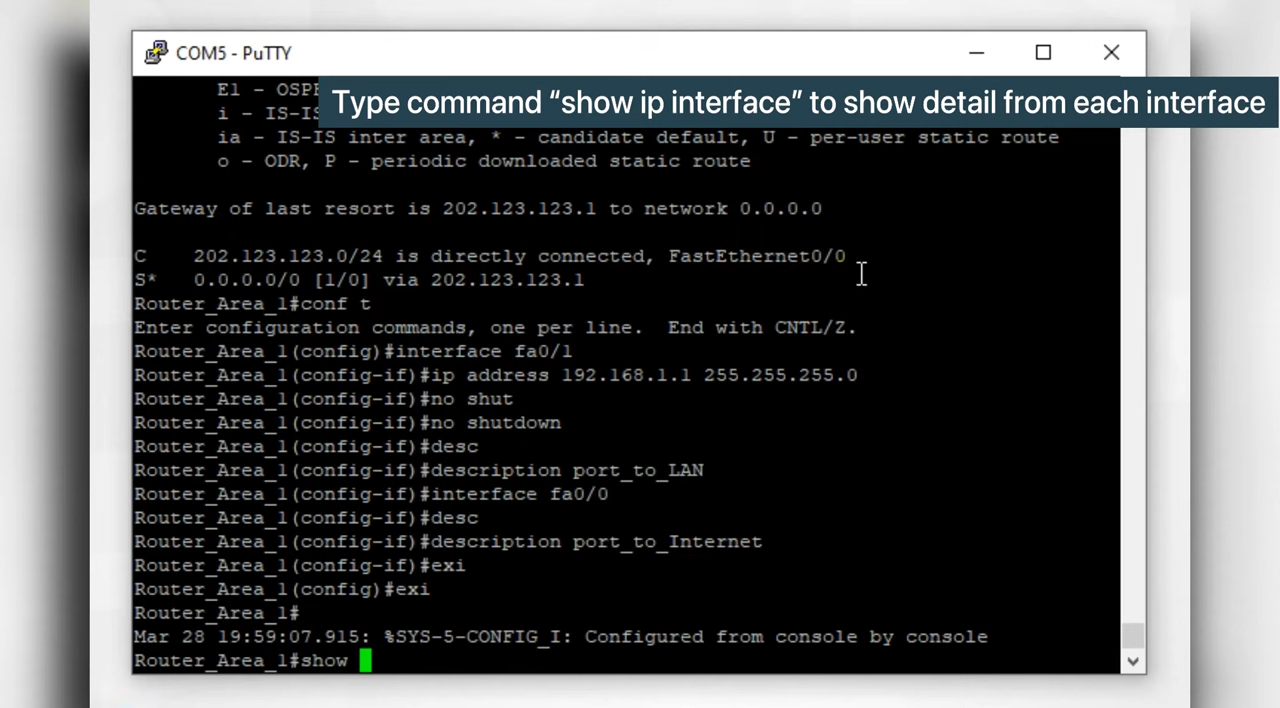 COM5 - PuTTY
Type command “show ip interface” to show detail from each interface
E1 - OSPF
i - IS-IS
ia - IS-IS inter area, * - candidate default, U - per-user static route
o - ODR, P - periodic downloaded static route
Gateway of last resort is 202.123.123.1 to network 0.0.0.0
C    202.123.123.0/24 is directly connected, FastEthernet0/0
S*   0.0.0.0/0 [1/0] via 202.123.123.1
Router_Area_1#conf t
Enter configuration commands, one per line.  End with CNTL/Z.
Router_Area_1(config)#interface fa0/1
Router_Area_1(config-if)#ip address 192.168.1.1 255.255.255.0
Router_Area_1(config-if)#no shut
Router_Area_1(config-if)#no shutdown
Router_Area_1(config-if)#desc
Router_Area_1(config-if)#description port_to_LAN
Router_Area_1(config-if)#interface fa0/0
Router_Area_1(config-if)#desc
Router_Area_1(config-if)#description port_to_Internet
Router_Area_1(config-if)#exi
Router_Area_1(config)#exi
Router_Area_1#
Mar 28 19:59:07.915: %SYS-5-CONFIG_I: Configured from console by console
Router_Area_1#show